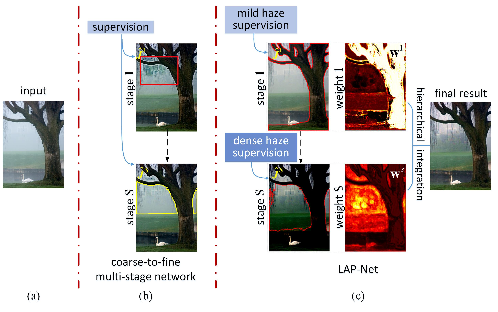 input
(a)
supervision
stage 1
stage S
coarse-to-fine
multi-stage network
(b)
mild haze
supervision
stage 1
weight 1
W¹
dense haze
supervision
stage S
weight S
LAP-Net
(c)
hierarchical
integration
final result